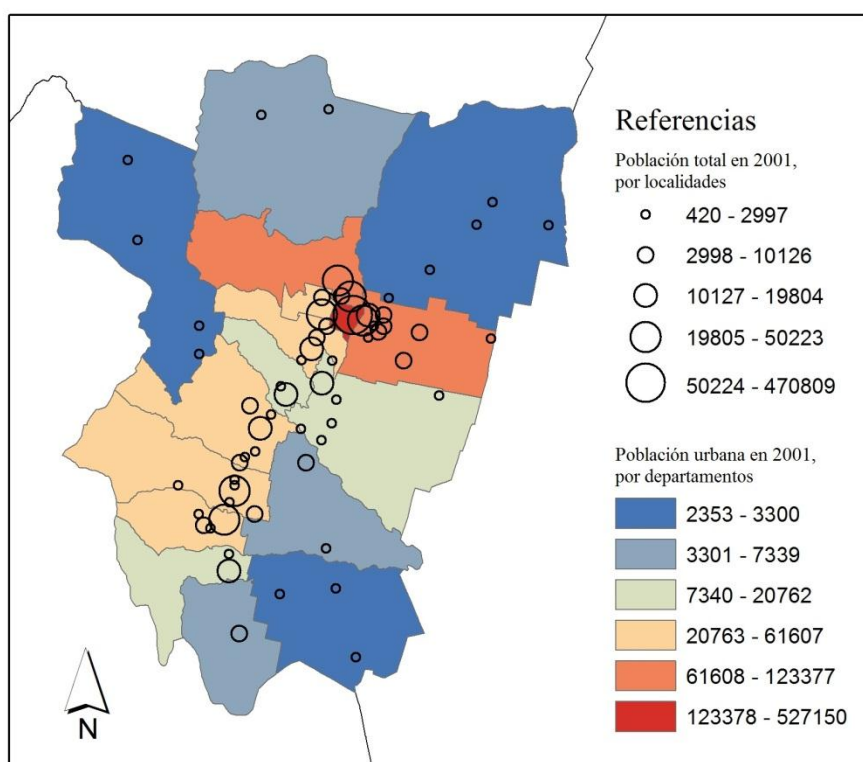 Referencias
Población total en 2001,
por localidades
420 - 2997
2998 - 10126
10127 - 19804
19805 - 50223
50224 - 470809
Población urbana en 2001,
por departamentos
2353 - 3300
3301 - 7339
7340 - 20762
20763 - 61607
61608 - 123377
123378 - 527150
N